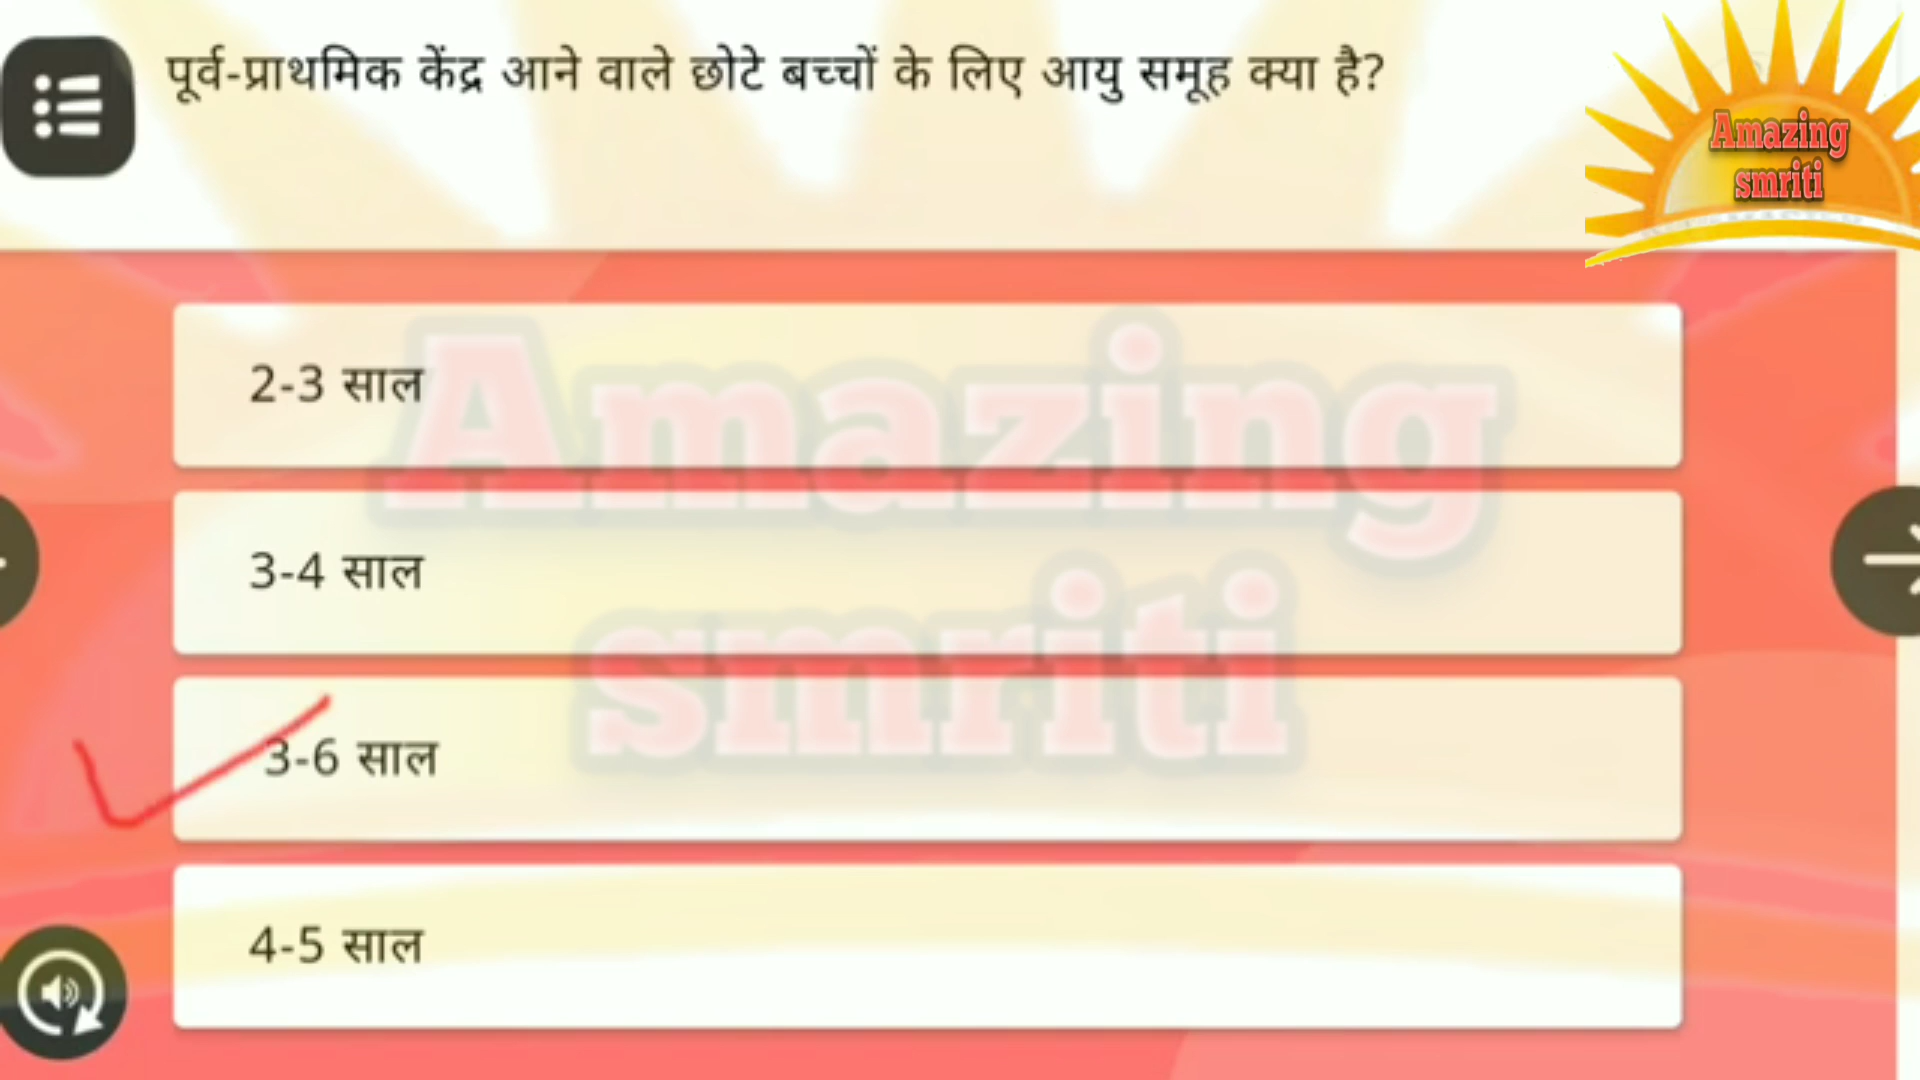 पूर्व-प्राथमिक केंद्र आने वाले छोटे बच्चों के लिए आयु समूह क्या है?
Amazing
smriti
2-3 साल
3-4 साल
3-6 साल
4-5 साल
Amazing
smriti